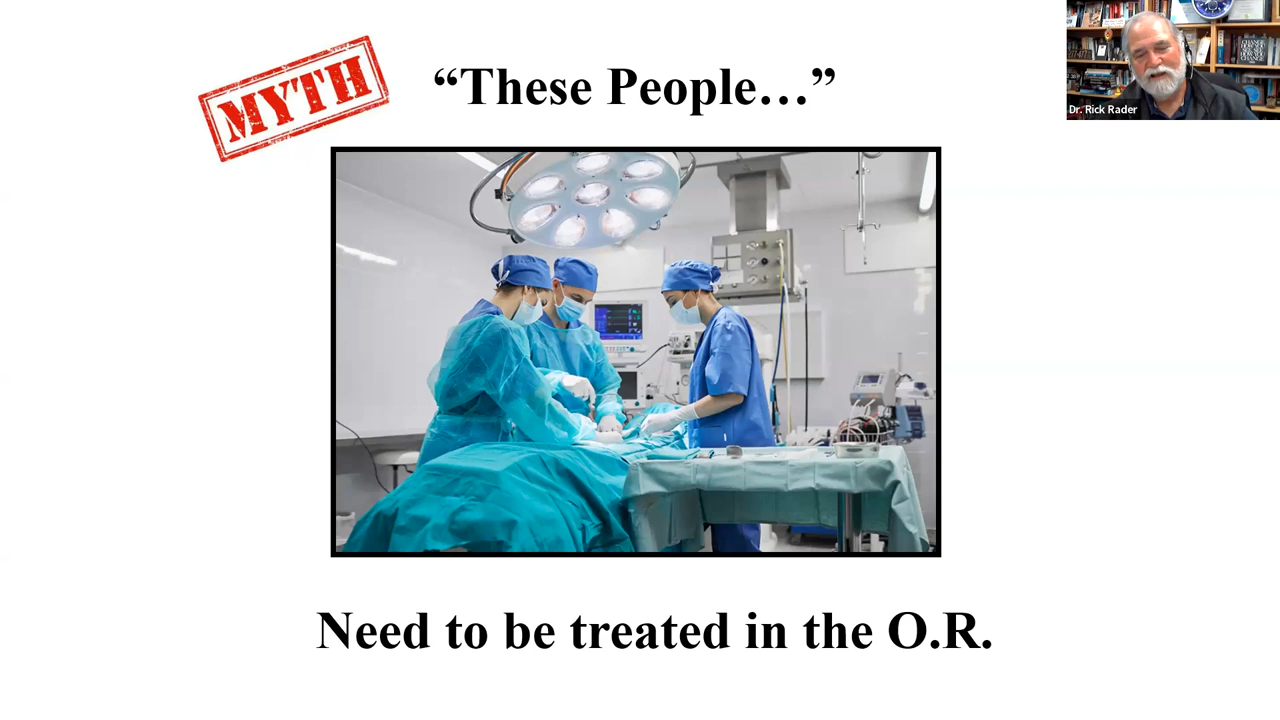 MYTH
“These People…”
Dr. Rick Rader
Need to be treated in the O.R.